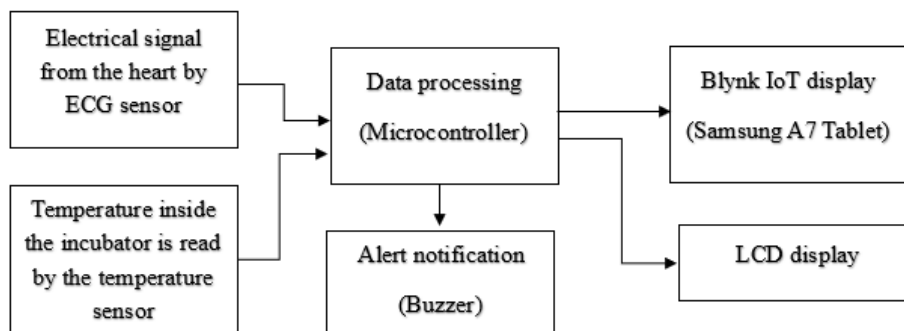 Electrical signal
from the heart by
ECG sensor
Data processing
(Microcontroller)
Blynk IoT display
(Samsung A7 Tablet)
Temperature inside
the incubator is read
by the temperature
sensor
Alert notification
(Buzzer)
LCD display